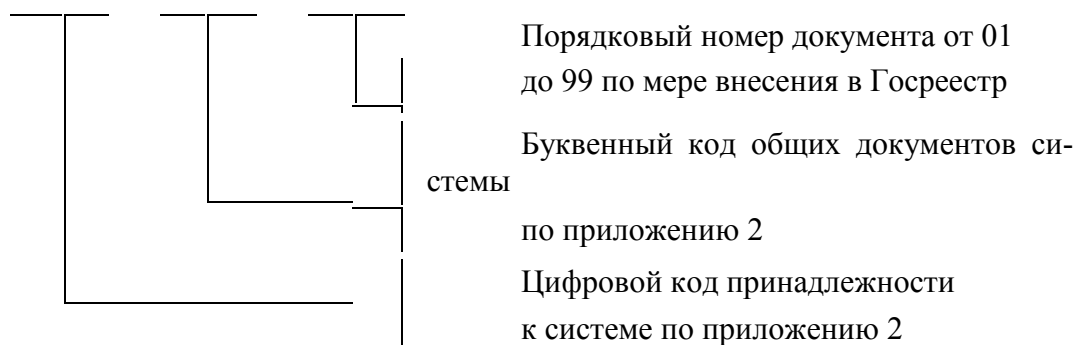 Порядковый номер документа от 01
до 99 по мере внесения в Госреестр
Буквенный код общих документов си-
стемы
по приложению 2
Цифровой код принадлежности
к системе по приложению 2